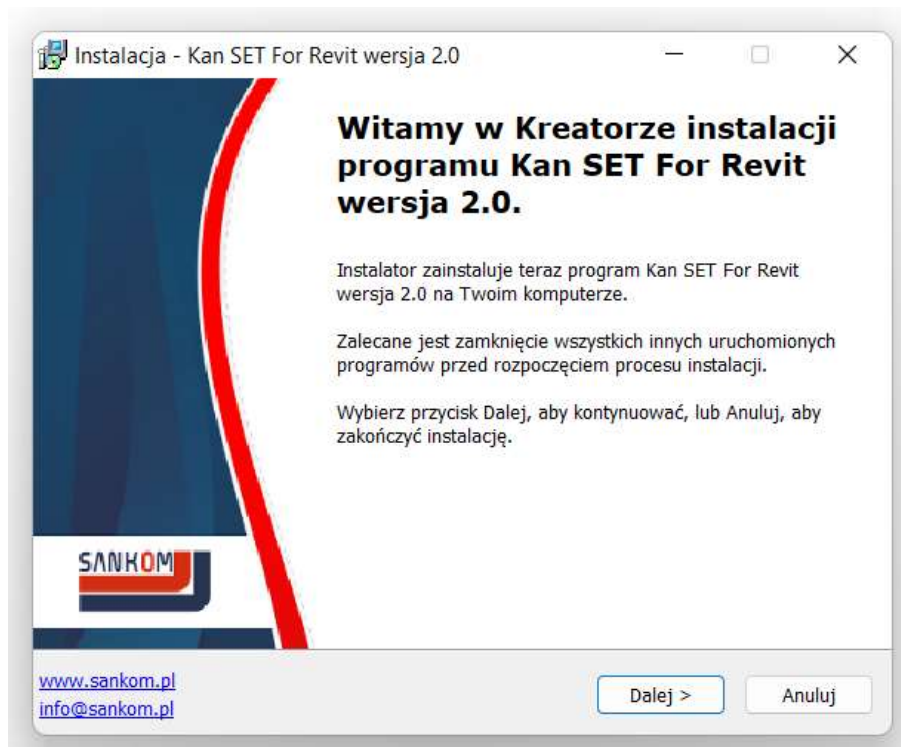 Instalacja - Kan SET For Revit wersja 2.0
Witamy w Kreatorze instalacji
programu Kan SET For Revit
wersja 2.0.
Instalator zainstaluje teraz program Kan SET For Revit
wersja 2.0 na Twoim komputerze.
Zalecane jest zamknięcie wszystkich innych uruchomionych
programów przed rozpoczęciem procesu instalacji.
Wybierz przycisk Dalej, aby kontynuować, lub Anuluj, aby
zakończyć instalację.
SANKOM
www.sankom.pl
info@sankom.pl
Dalej >
Anuluj